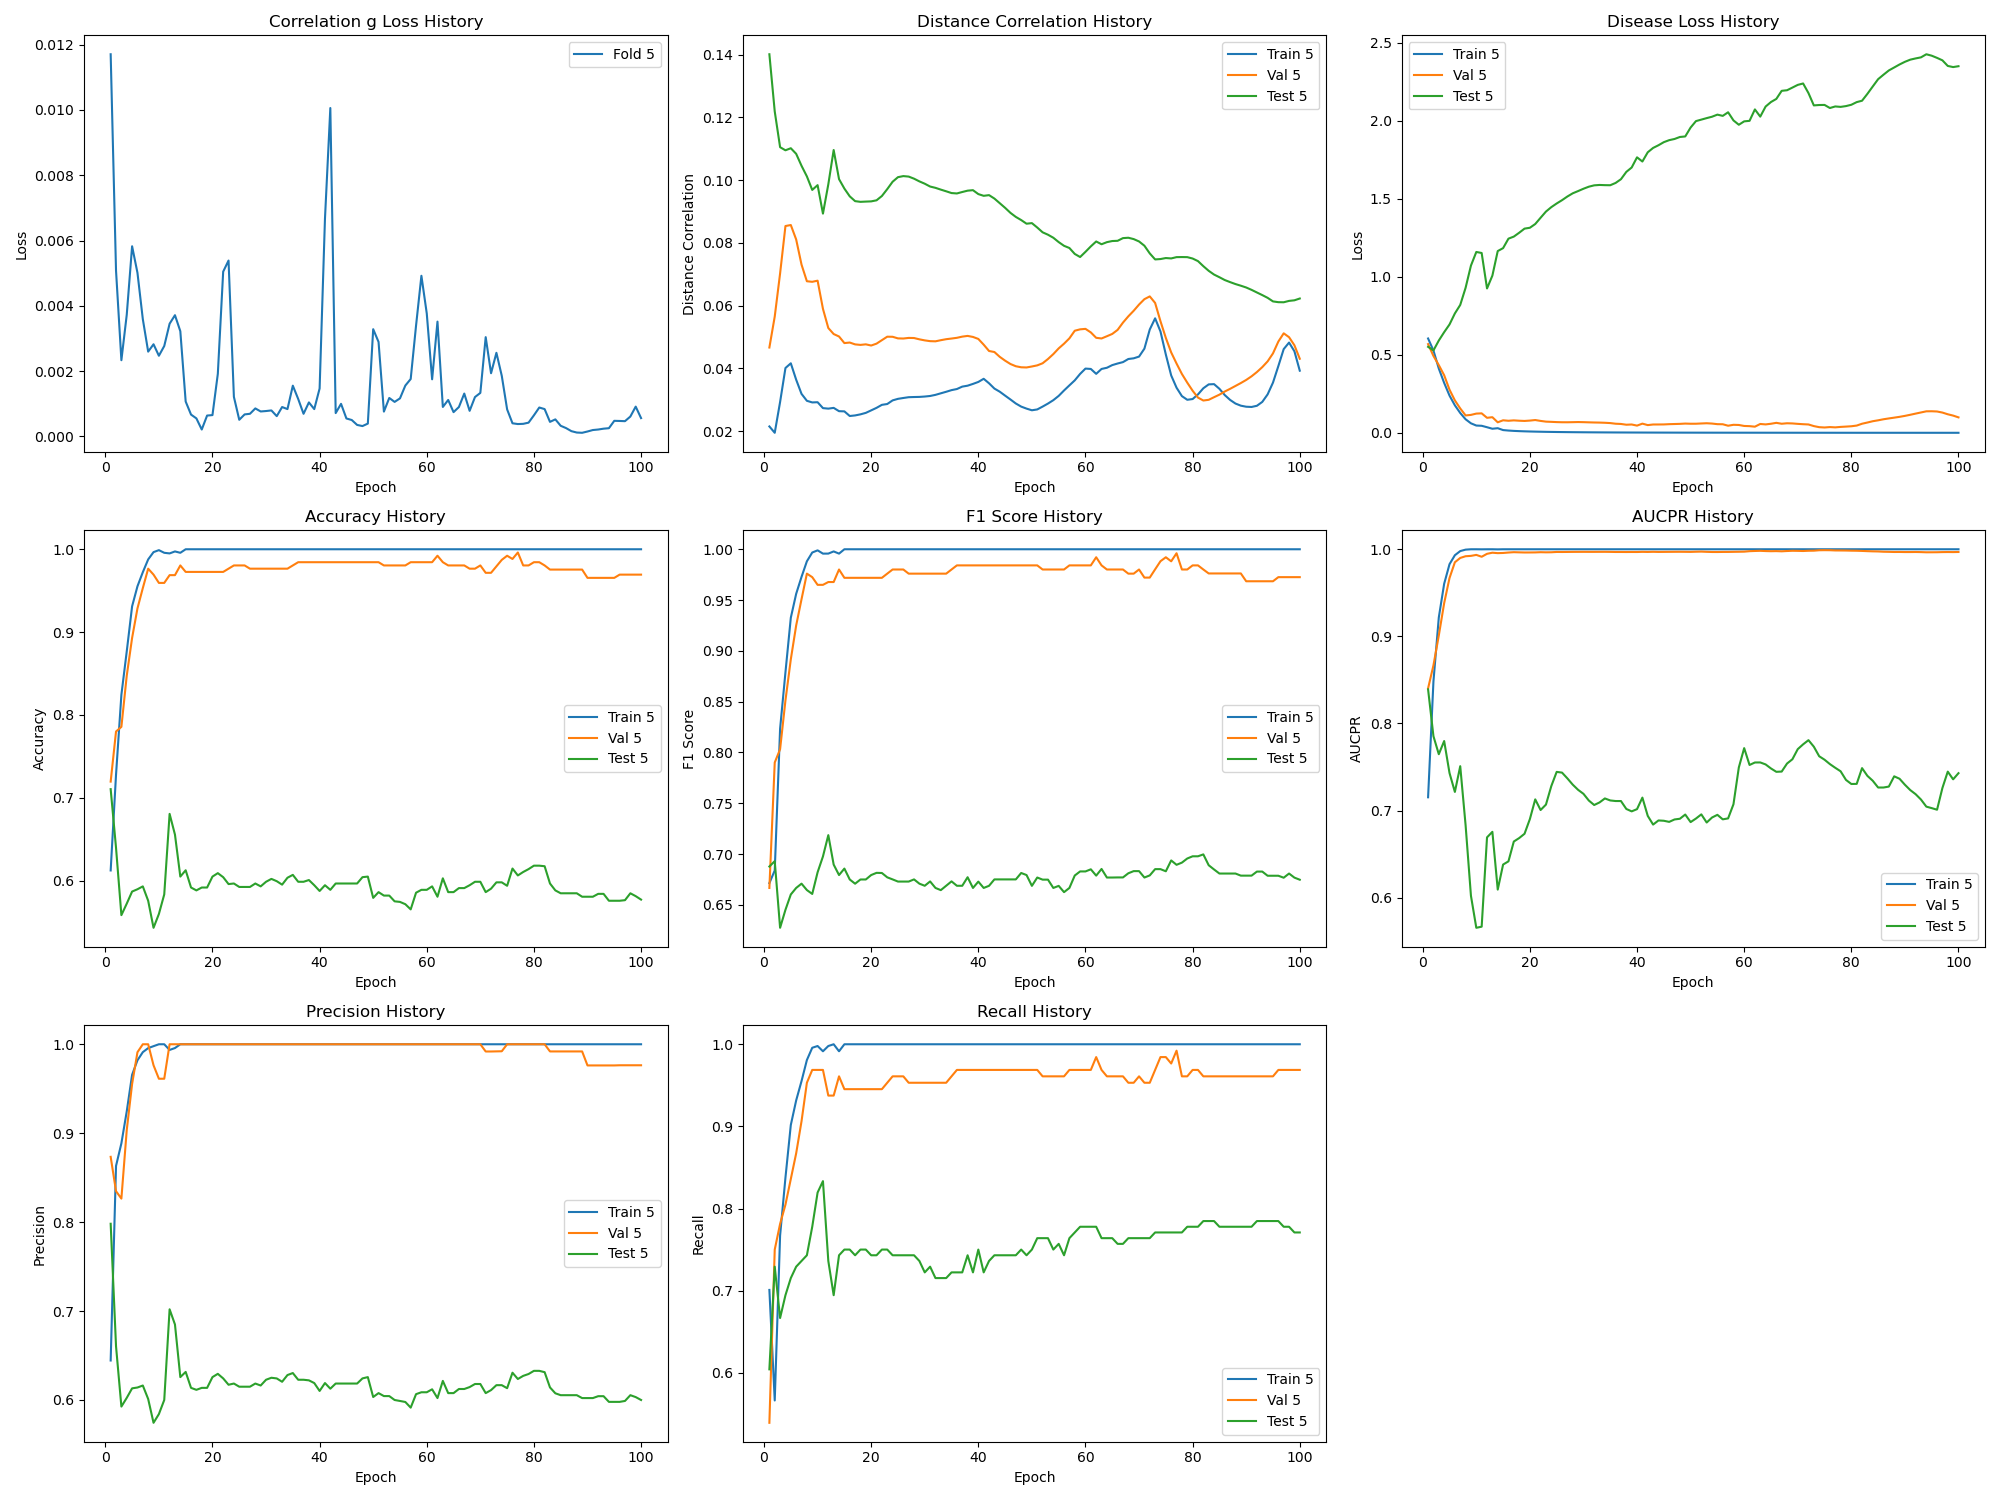 Correlation g Loss History
Loss
0.012
0.010
0.008
0.006
0.004
0.002
0.000
0 20 40 60 80 100
Epoch
Fold 5
Distance Correlation History
Distance Correlation
0.14
0.12
0.10
0.08
0.06
0.04
0.02
0 20 40 60 80 100
Epoch
Train 5
Val 5
Test 5
Disease Loss History
Loss
2.5
2.0
1.5
1.0
0.5
0.0
0 20 40 60 80 100
Epoch
Train 5
Val 5
Test 5
Accuracy History
Accuracy
1.0
0.9
0.8
0.7
0.6
0 20 40 60 80 100
Epoch
Train 5
Val 5
Test 5
F1 Score History
F1 Score
1.00
0.95
0.90
0.85
0.80
0.75
0.70
0.65
0 20 40 60 80 100
Epoch
Train 5
Val 5
Test 5
AUCPR History
AUCPR
1.0
0.9
0.8
0.7
0.6
0 20 40 60 80 100
Epoch
Train 5
Val 5
Test 5
Precision History
Precision
1.0
0.9
0.8
0.7
0.6
0 20 40 60 80 100
Epoch
Train 5
Val 5
Test 5
Recall History
Recall
1.0
0.9
0.8
0.7
0.6
0 20 40 60 80 100
Epoch
Train 5
Val 5
Test 5